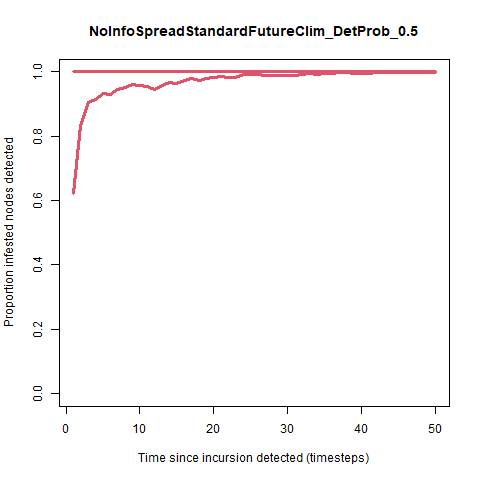 NoInfoSpreadStandardFutureClim_DetProb_0.5
Proportion infested nodes detected
1.0
0.8
0.6
0.4
0.2
0.0
0 10 20 30 40 50
Time since incursion detected (timesteps)